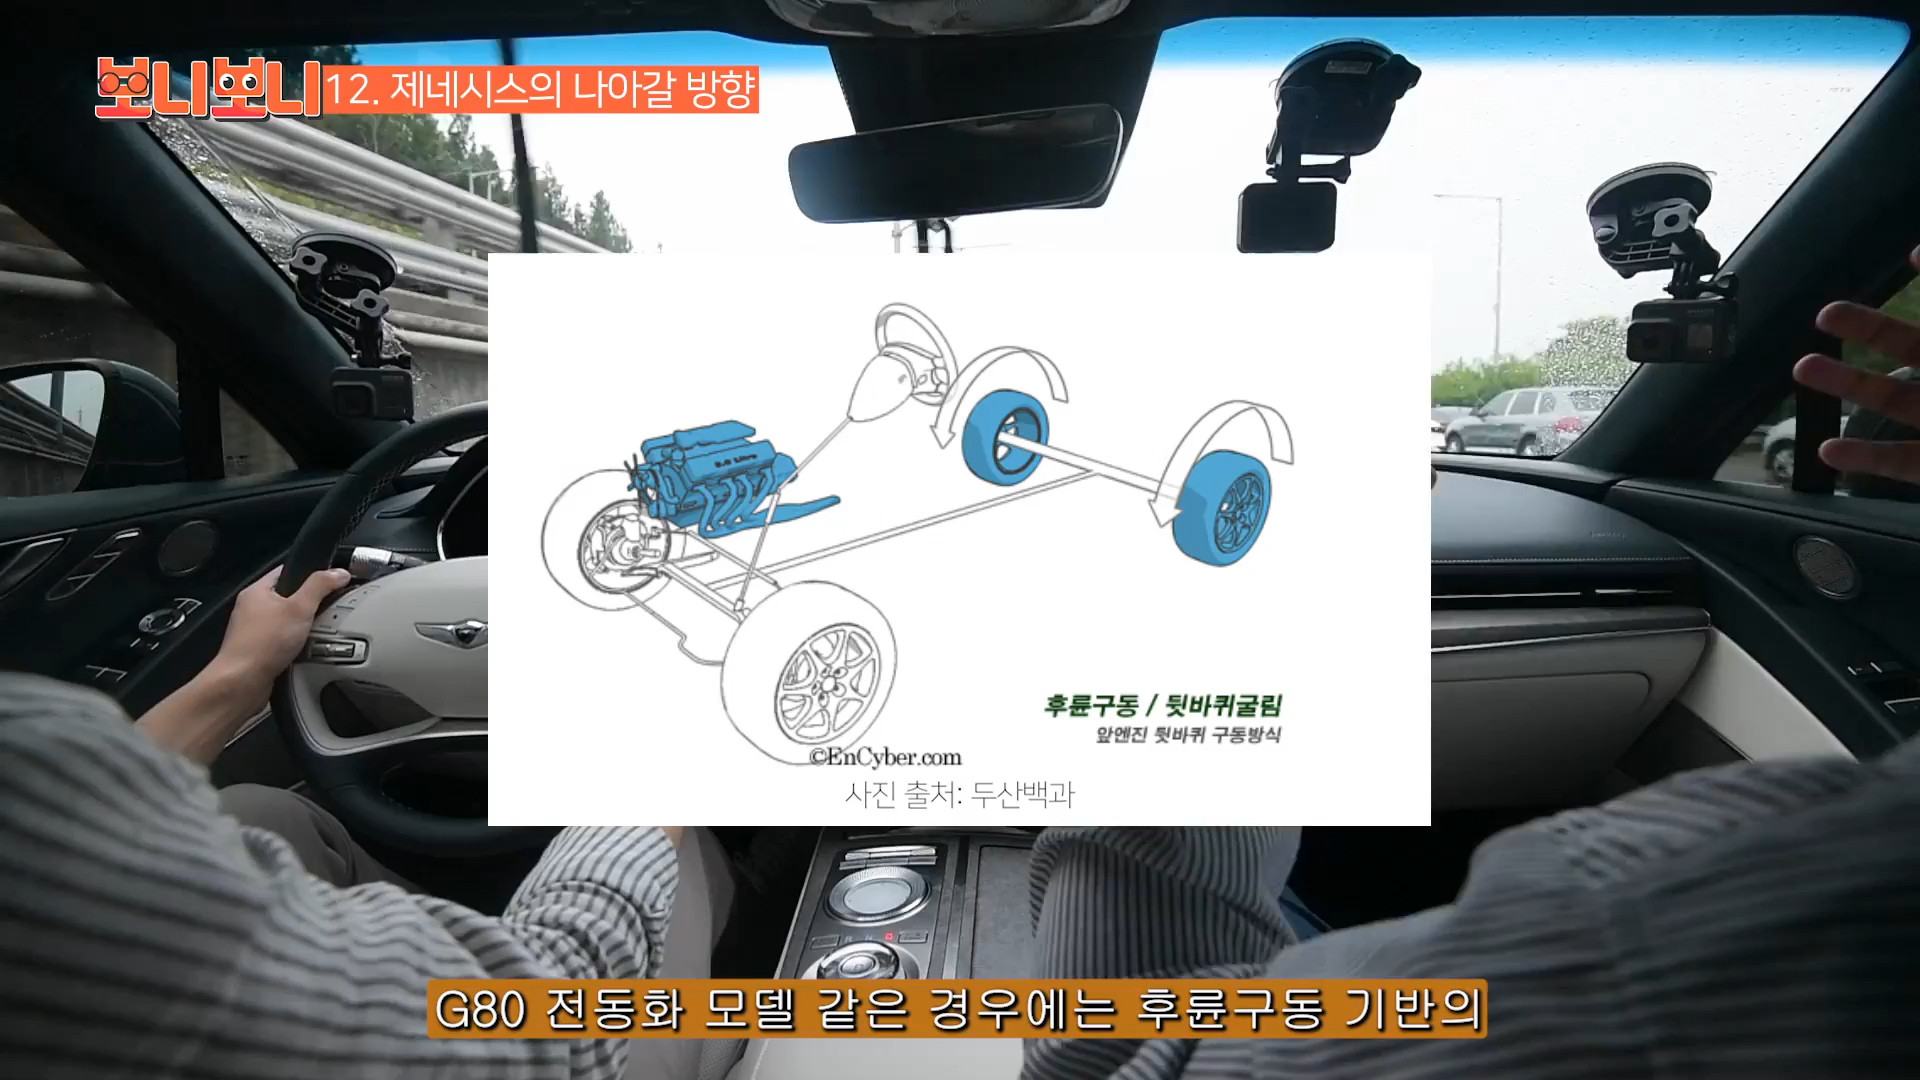 보니보니
12. 제네시스의 나아갈 방향
후륜구동 / 뒷바퀴굴림
앞엔진 뒷바퀴 구동방식
©EnCyber.com
사진 출처: 두산백과
G80 전동화 모델 같은 경우에는 후륜구동 기반의